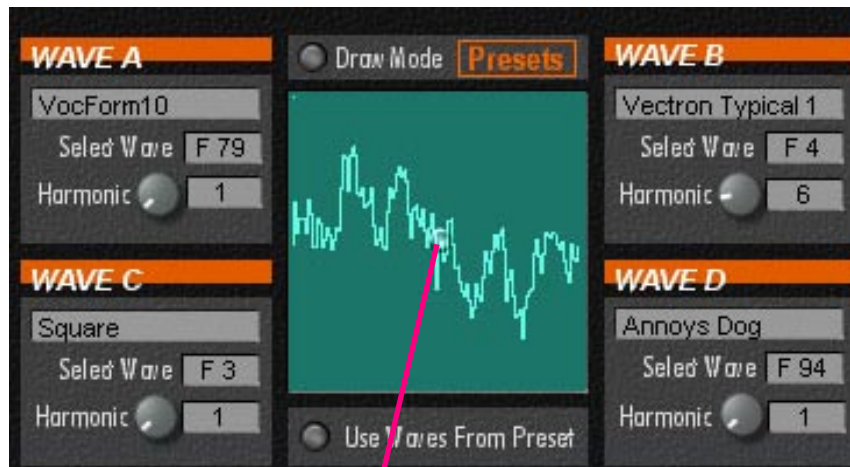 WAVE A
VocForm10
Select Wave F 79
Harmonic 1
Draw Mode Presets
WAVE B
Vectron Typical 1
Select Wave F 4
Harmonic 6
WAVE C
Square
Select Wave F 3
Harmonic 1
Use Waves From Preset
WAVE D
Annoys Dog
Select Wave F 94
Harmonic 1